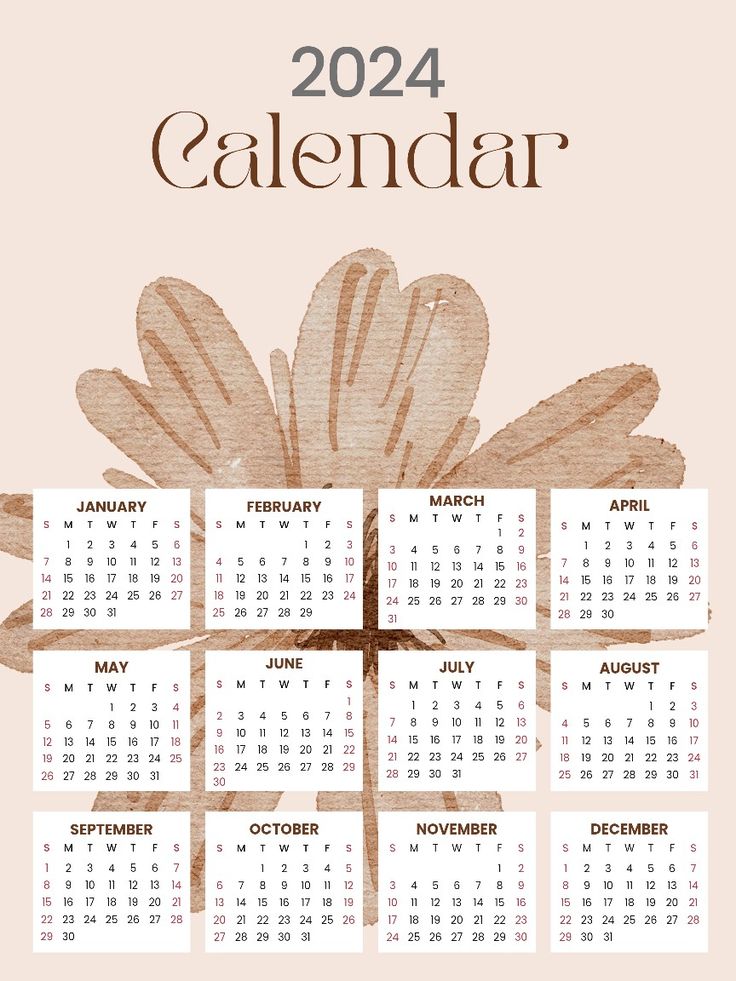 2024
Calendar
JANUARY
S M T W T F S
1 2 3 4 5 6
7 8 9 10 11 12 13
14 15 16 17 18 19 20
21 22 23 24 25 26 27
28 29 30 31
FEBRUARY
S M T W T F S
1 2 3
4 5 6 7 8 9 10
11 12 13 14 15 16 17
18 19 20 21 22 23 24
25 26 27 28 29
MARCH
S M T W T F S
1 2
3 4 5 6 7 8 9
10 11 12 13 14 15 16
17 18 19 20 21 22 23
24 25 26 27 28 29 30
31
APRIL
S M T W T F S
1 2 3 4 5 6
7 8 9 10 11 12 13
14 15 16 17 18 19 20
21 22 23 24 25 26 27
28 29 30
MAY
S M T W T F S
1 2 3 4
5 6 7 8 9 10 11
12 13 14 15 16 17 18
19 20 21 22 23 24 25
26 27 28 29 30 31
JUNE
S M T W T F S
1
2 3 4 5 6 7 8
9 10 11 12 13 14 15
16 17 18 19 20 21 22
23 24 25 26 27 28 29
30
JULY
S M T W T F S
1 2 3 4 5 6
7 8 9 10 11 12 13
14 15 16 17 18 19 20
21 22 23 24 25 26 27
28 29 30 31
AUGUST
S M T W T F S
1 2 3
4 5 6 7 8 9 10
11 12 13 14 15 16 17
18 19 20 21 22 23 24
25 26 27 28 29 30 31
SEPTEMBER
S M T W T F S
1 2 3 4 5 6 7
8 9 10 11 12 13 14
15 16 17 18 19 20 21
22 23 24 25 26 27 28
29 30
OCTOBER
S M T W T F S
1 2 3 4 5
6 7 8 9 10 11 12
13 14 15 16 17 18 19
20 21 22 23 24 25 26
27 28 29 30 31
NOVEMBER
S M T W T F S
1 2
3 4 5 6 7 8 9
10 11 12 13 14 15 16
17 18 19 20 21 22 23
24 25 26 27 28 29 30
DECEMBER
S M T W T F S
1 2 3 4 5 6 7
8 9 10 11 12 13 14
15 16 17 18 19 20 21
22 23 24 25 26 27 28
29 30 31